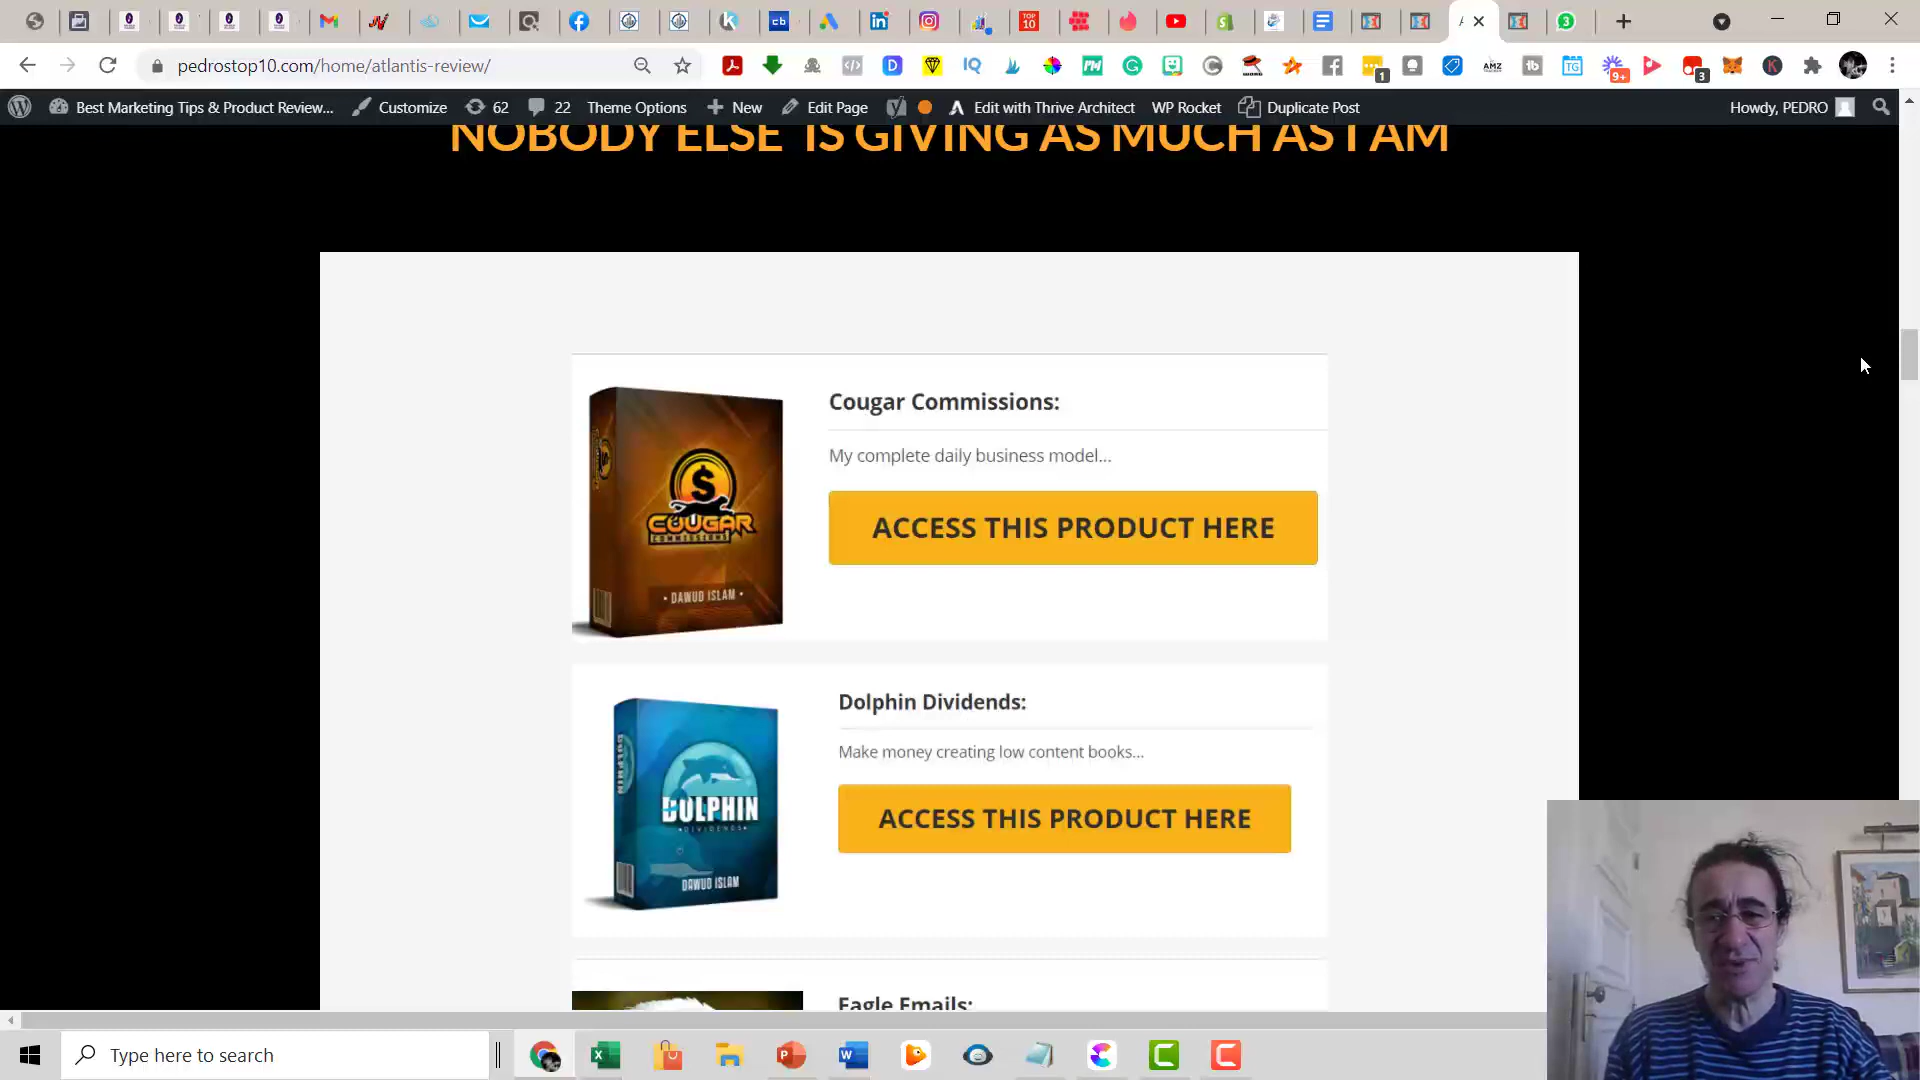 pedrostop10.com/home/atlantis-review/
Best Marketing Tips & Product Review...
Customize
62
22
Theme Options
New
Edit Page
Edit with Thrive Architect
WP Rocket
Duplicate Post
Howdy, PEDRO
NOBODY ELSE IS GIVING AS MUCH AS I AM
Cougar Commissions:
My complete daily business model...
ACCESS THIS PRODUCT HERE
COUGAR
COMMISSIONS
• DAWUD ISLAM •
Dolphin Dividends:
Make money creating low content books...
ACCESS THIS PRODUCT HERE
DOLPHIN
• DIVIDENDS •
DAWUD ISLAM
Eagle Emails:
Type here to search